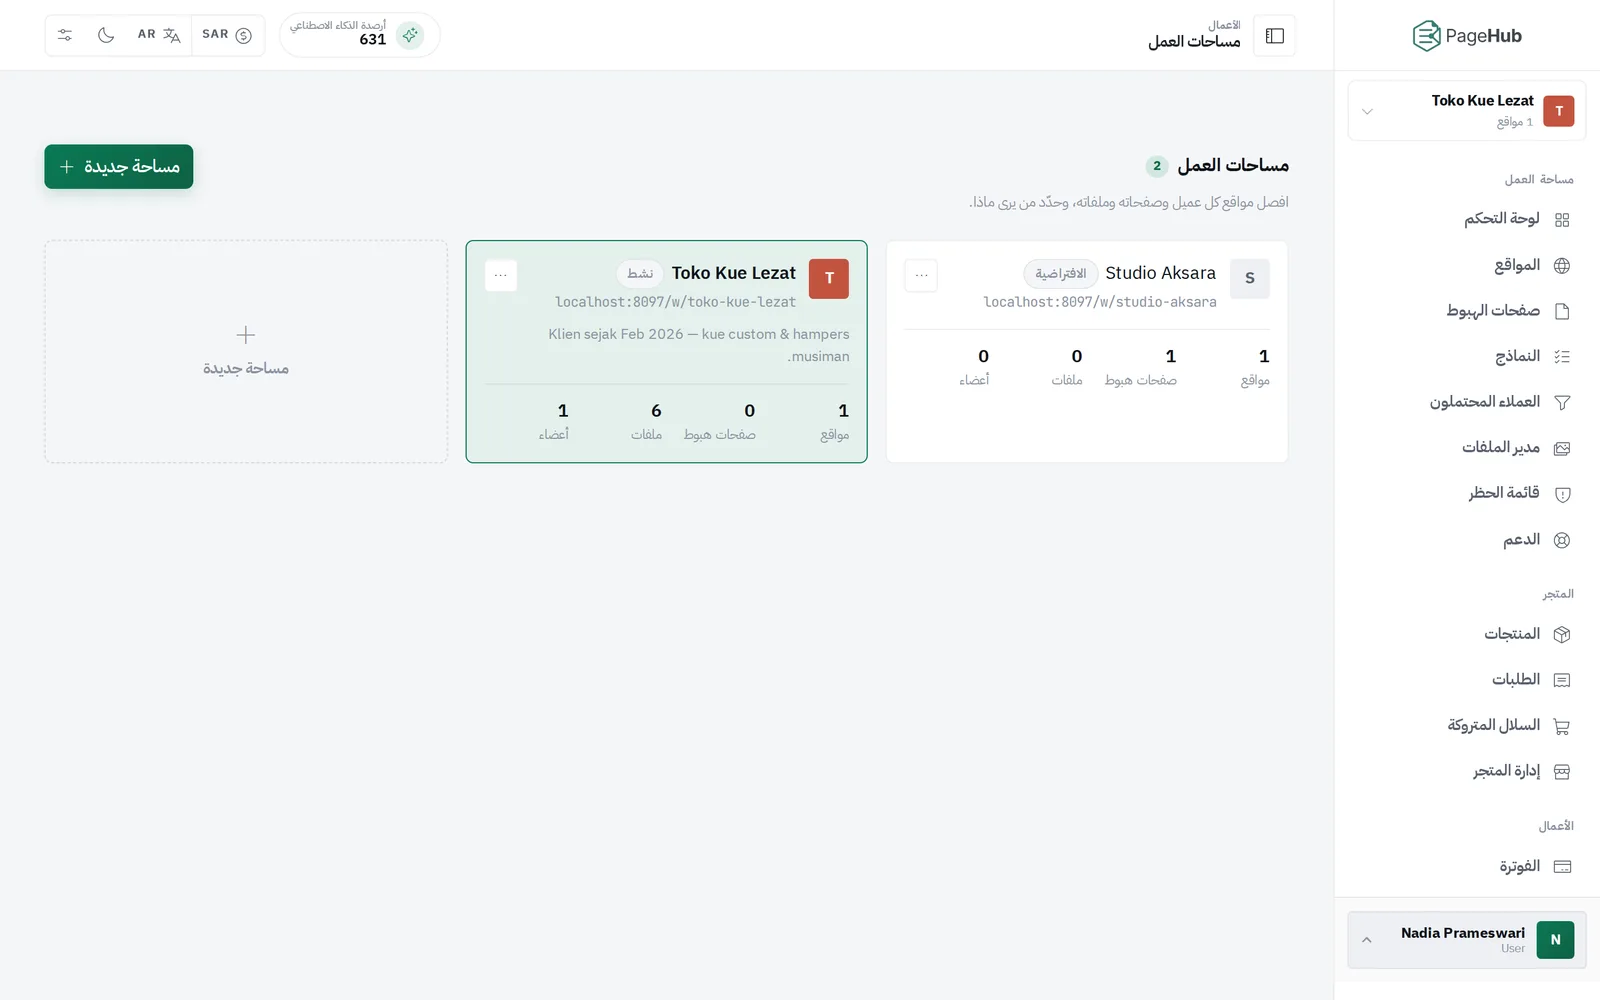 PageHub
الأعمال
مساحات العمل
أرصدة الذكاء الاصطناعي
631
SAR
AR
T
Toko Kue Lezat
1 مواقع
مساحة العمل
لوحة التحكم
المواقع
صفحات الهبوط
النماذج
العملاء المحتملون
مدير الملفات
قائمة الحظر
الدعم
المتجر
المنتجات
الطلبات
السلال المتروكة
إدارة المتجر
الأعمال
الفوترة
N
Nadia Prameswari
User
مساحات العمل 2
افصل مواقع كل عميل وصفحاته وملفاته، وحدّد من يرى ماذا.
مساحة جديدة
S
Studio Aksara الافتراضية
localhost:8097/w/studio-aksara
1 1 0 0
مواقع صفحات هبوط ملفات أعضاء
T
Toko Kue Lezat نشط
localhost:8097/w/toko-kue-lezat
Klien sejak Feb 2026 — kue custom & hampers
musiman.
1 0 6 1
مواقع صفحات هبوط ملفات أعضاء
مساحة جديدة